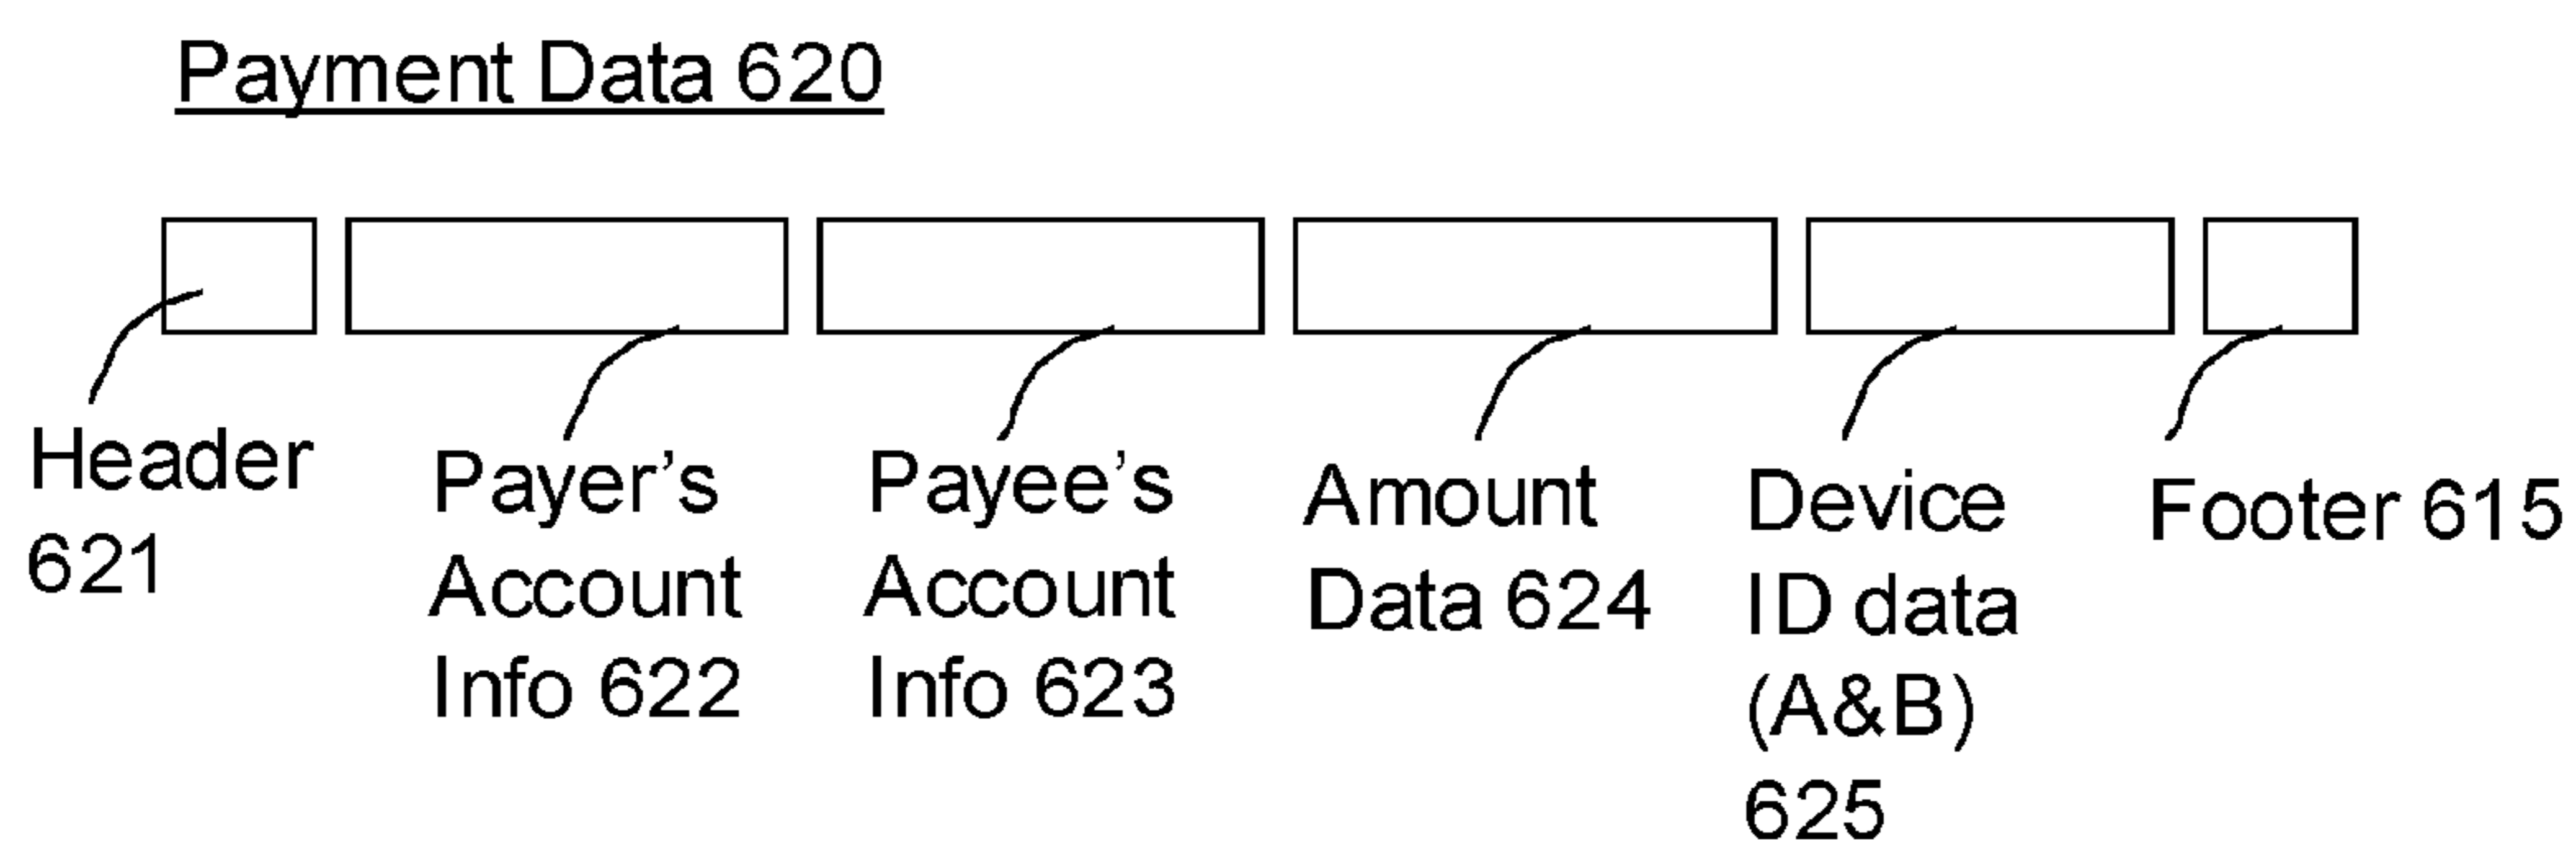 Payment Data 620
Header
621
Payer’s
Account
Info 622
Payee’s
Account
Info 623
Amount
Data 624
Device
ID data
(A&B)
625
Footer 615